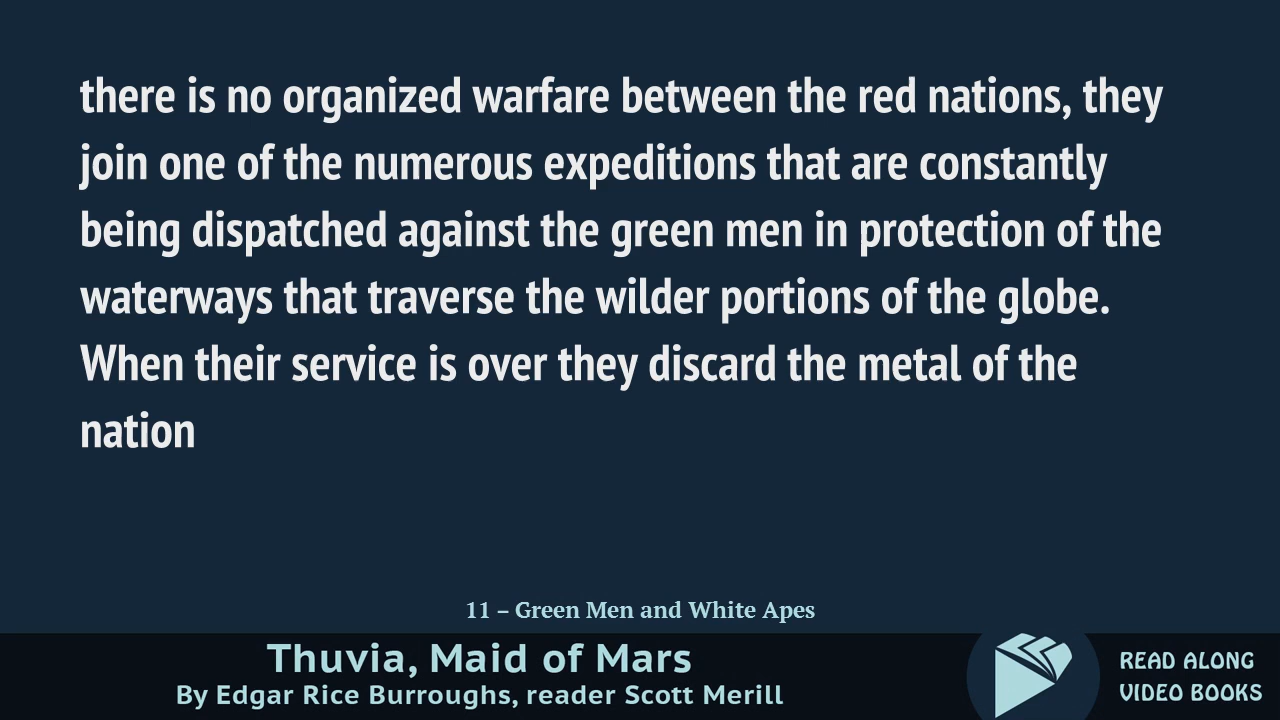 there is no organized warfare between the red nations, they
join one of the numerous expeditions that are constantly
being dispatched against the green men in protection of the
waterways that traverse the wilder portions of the globe.
When their service is over they discard the metal of the
nation
11 – Green Men and White Apes
Thuvia, Maid of Mars
By Edgar Rice Burroughs, reader Scott Merill
READ ALONG
VIDEO BOOKS